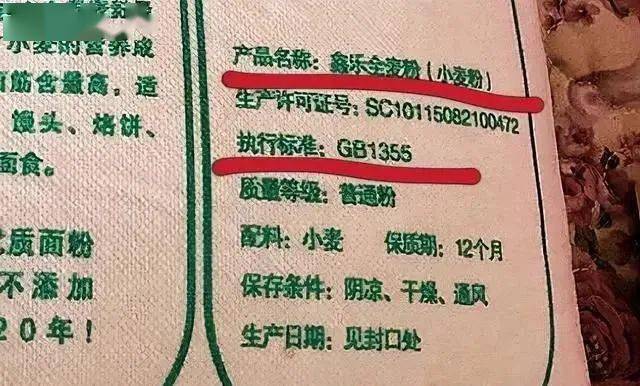 小麦的营养成
筋含量高，适
馒头、烙饼、
面食。
质面粉
不添加
20年！
产品名称：鑫乐全麦粉（小麦粉）
生产许可证号：SC10115082100472
执行标准：GB1355
质量等级：普通粉
配料：小麦 保质期：12个月
保存条件：阴凉、干燥、通风
生产日期：见封口处